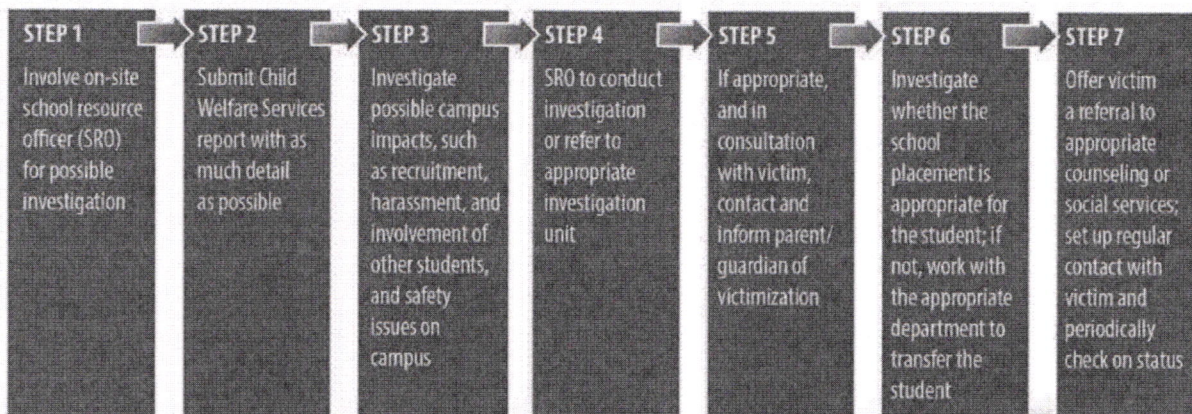 STEP 1
Involve on-site
school resource
officer (SRO)
for possible
investigation
STEP 2
Submit Child
Welfare Services
report with as
much detail
as possible
STEP 3
Investigate
possible campus
impacts, such
as recruitment,
harassment, and
involvement of
other students,
and safety
issues on
campus
STEP 4
SRO to conduct
investigation
or refer to
appropriate
investigation
unit
STEP 5
If appropriate,
and in
consultation
with victim,
contact and
inform parent/
guardian of
victimization
STEP 6
Investigate
whether the
school
placement is
appropriate for
the student; if
not, work with
the appropriate
department to
transfer the
student
STEP 7
Offer victim
a referral to
appropriate
counseling or
social services;
set up regular
contact with
victim and
periodically
check on status